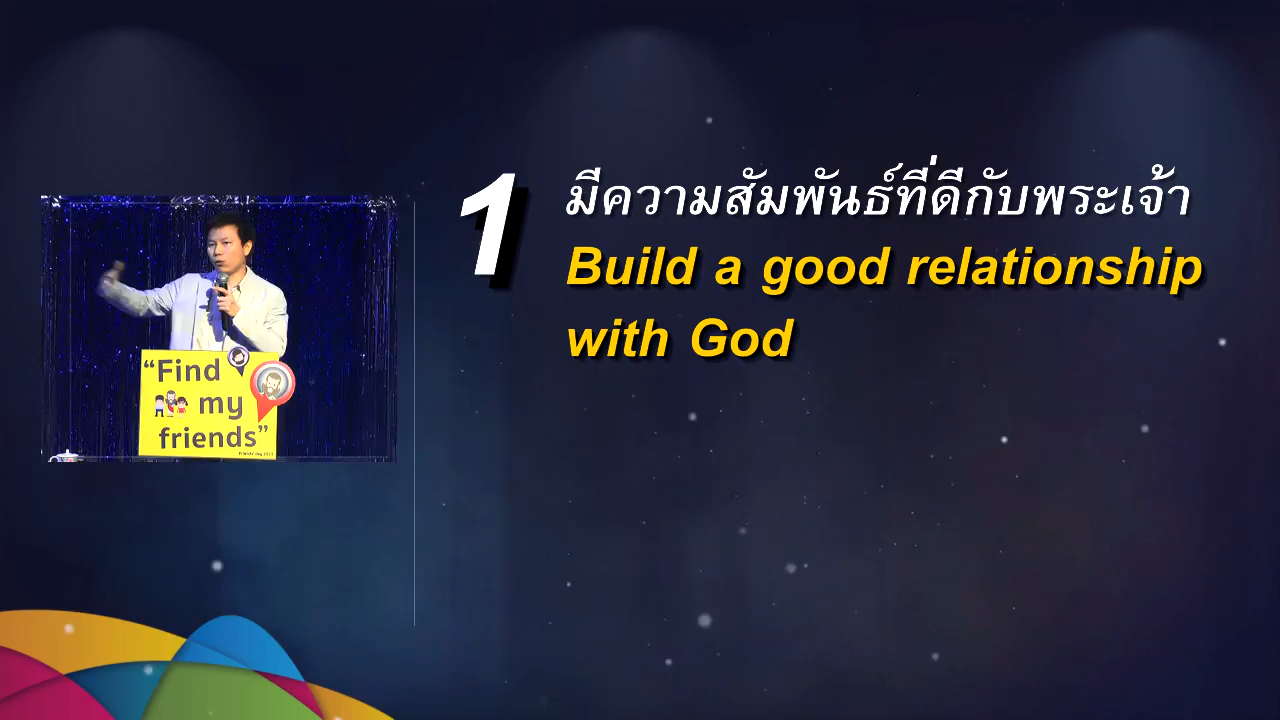 1
มีความสัมพันธ์ที่ดีกับพระเจ้า
Build a good relationship
with God
“Find
my
friends”